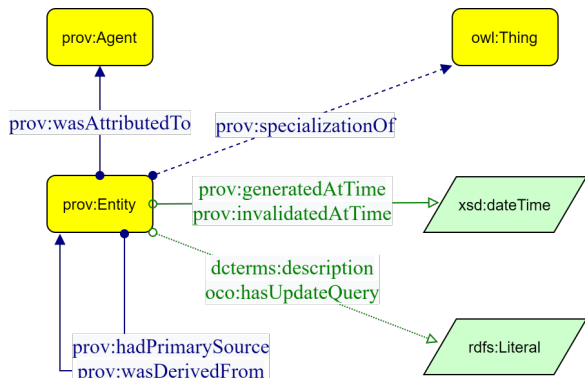 prov:Agent
owl:Thing
prov:wasAttributedTo
prov:specializationOf
prov:Entity
prov:generatedAtTime
prov:invalidatedAtTime
xsd:dateTime
dcterms:description
oco:hasUpdateQuery
prov:hadPrimarySource
prov:wasDerivedFrom
rdfs:Literal